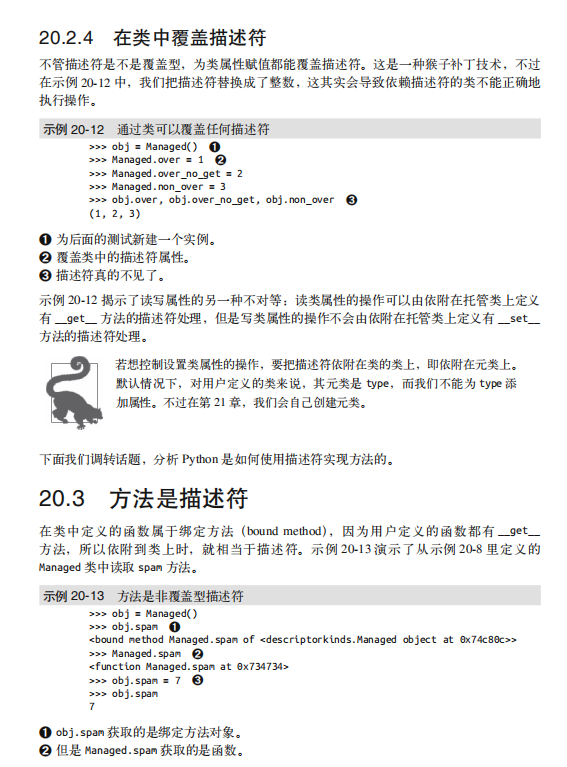 20.2.4 在类中覆盖描述符
不管描述符是不是覆盖型，为类属性赋值都能覆盖描述符。这是一种猴子补丁技术，不过
在示例 20-12 中，我们把描述符替换成了整数，这其实会导致依赖描述符的类不能正确地
执行操作。
示例 20-12 通过类可以覆盖任何描述符
>>> obj = Managed() ❶
>>> Managed.over = 1 ❷
>>> Managed.over_no_get = 2
>>> Managed.non_over = 3
>>> obj.over, obj.over_no_get, obj.non_over ❸
(1, 2, 3)
❶ 为后面的测试新建一个实例。
❷ 覆盖类中的描述符属性。
❸ 描述符真的不见了。
示例 20-12 揭示了读写属性的另一种不对等：读类属性的操作可以由依附在托管类上定义
有 __get__ 方法的描述符处理，但是写类属性的操作不会由依附在托管类上定义有 __set__
方法的描述符处理。
若想控制设置类属性的操作，要把描述符依附在类的类上，即依附在元类上。
默认情况下，对用户定义的类来说，其元类是 type，而我们不能为 type 添
加属性。不过在第 21 章，我们会自己创建元类。
下面我们调转话题，分析 Python 是如何使用描述符实现方法的。
20.3 方法是描述符
在类中定义的函数属于绑定方法（bound method），因为用户定义的函数都有 __get__
方法，所以依附到类上时，就相当于描述符。示例 20-13 演示了从示例 20-8 里定义的
Managed 类中读取 spam 方法。
示例 20-13 方法是非覆盖型描述符
>>> obj = Managed()
>>> obj.spam ❶
<bound method Managed.spam of <descriptorkinds.Managed object at 0x74c80c>>
>>> Managed.spam ❷
<function Managed.spam at 0x734734>
>>> obj.spam = 7 ❸
>>> obj.spam
7
❶ obj.spam 获取的是绑定方法对象。
❷ 但是 Managed.spam 获取的是函数。